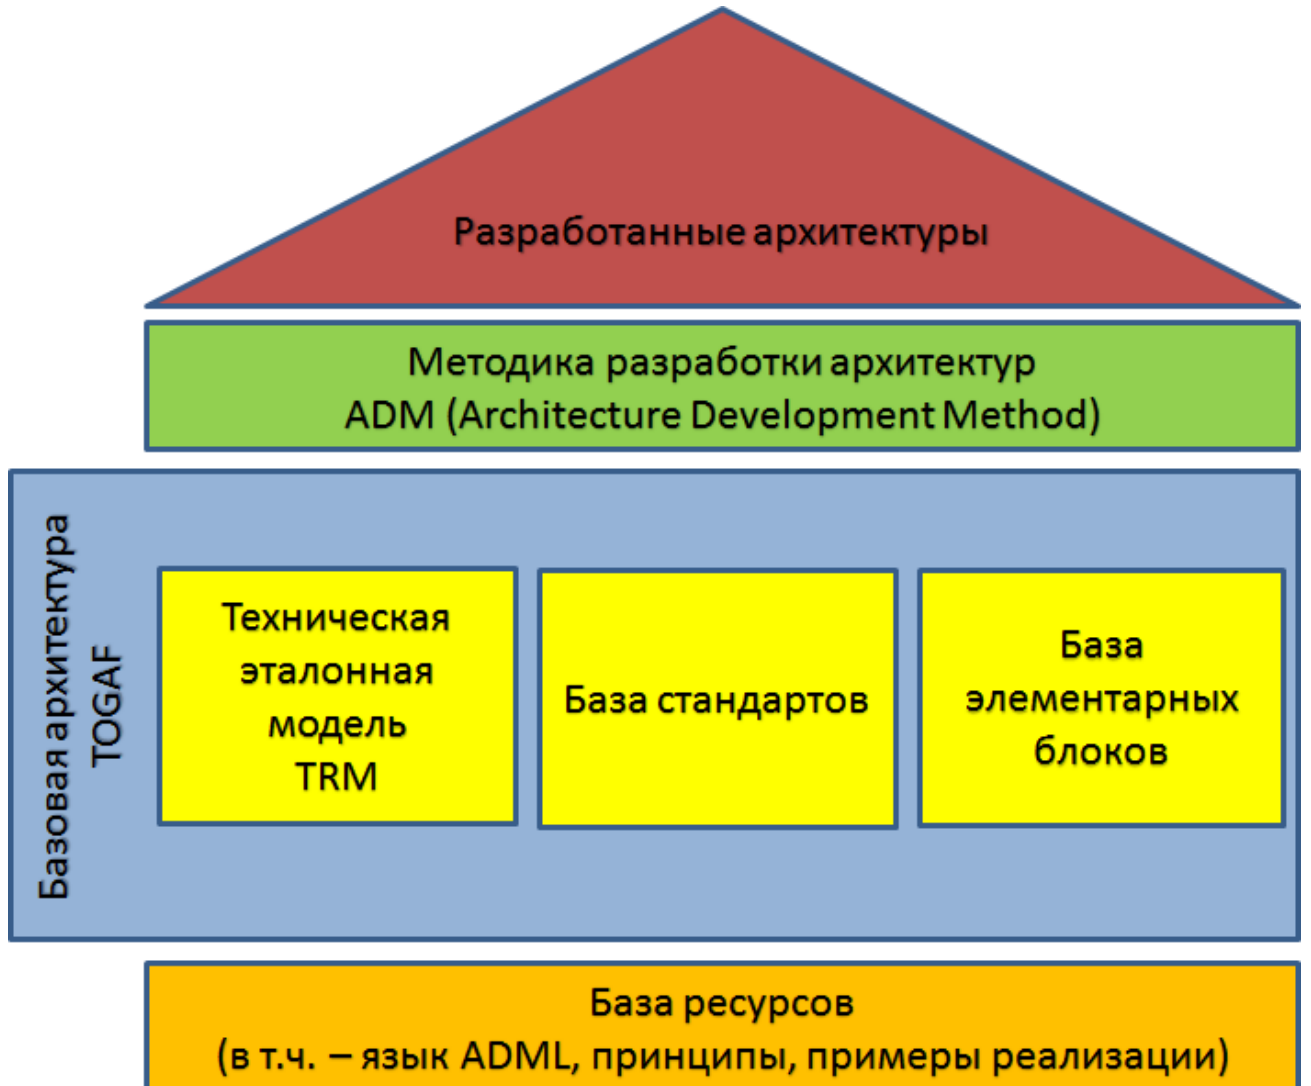 Разработанные архитектуры
Методика разработки архитектур
ADM (Architecture Development Method)
Базовая архитектура
TOGAF
Техническая
эталонная
модель
TRM
База стандартов
База
элементарных
блоков
База ресурсов
(в т.ч. – язык ADML, принципы, примеры реализации)